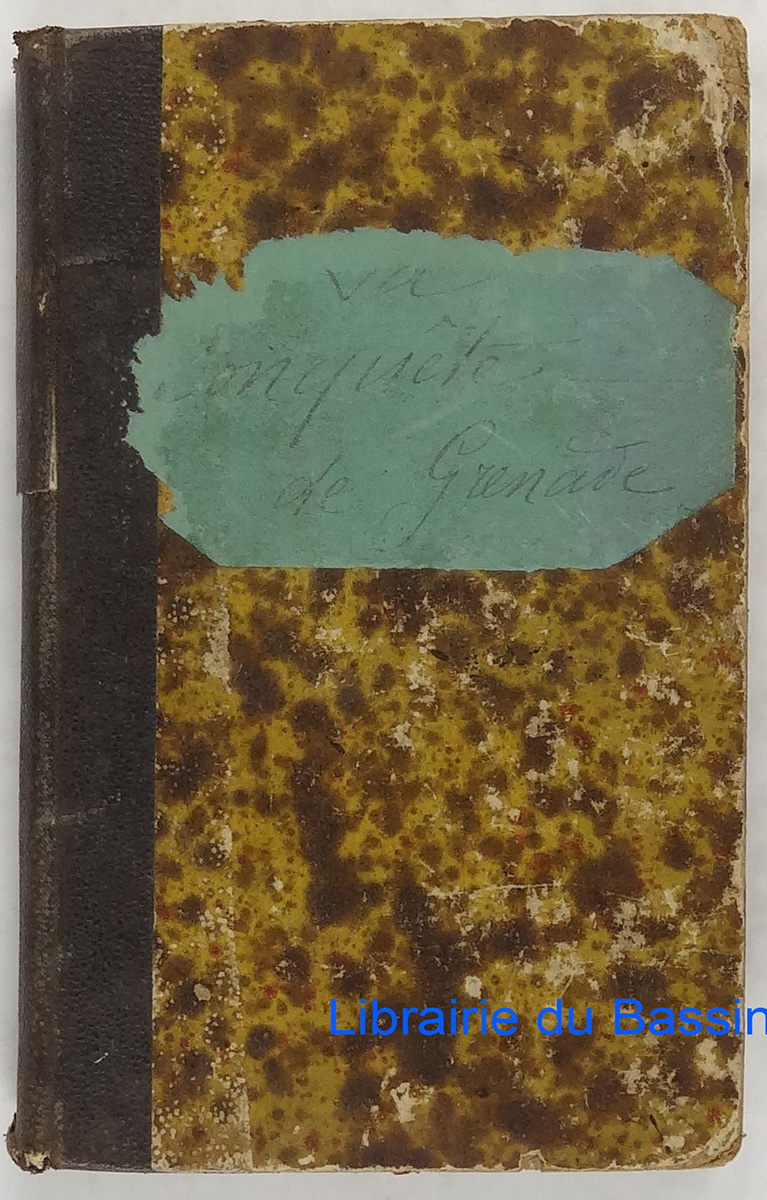 La
Conquête
de Grenade
Librairie du Bassin